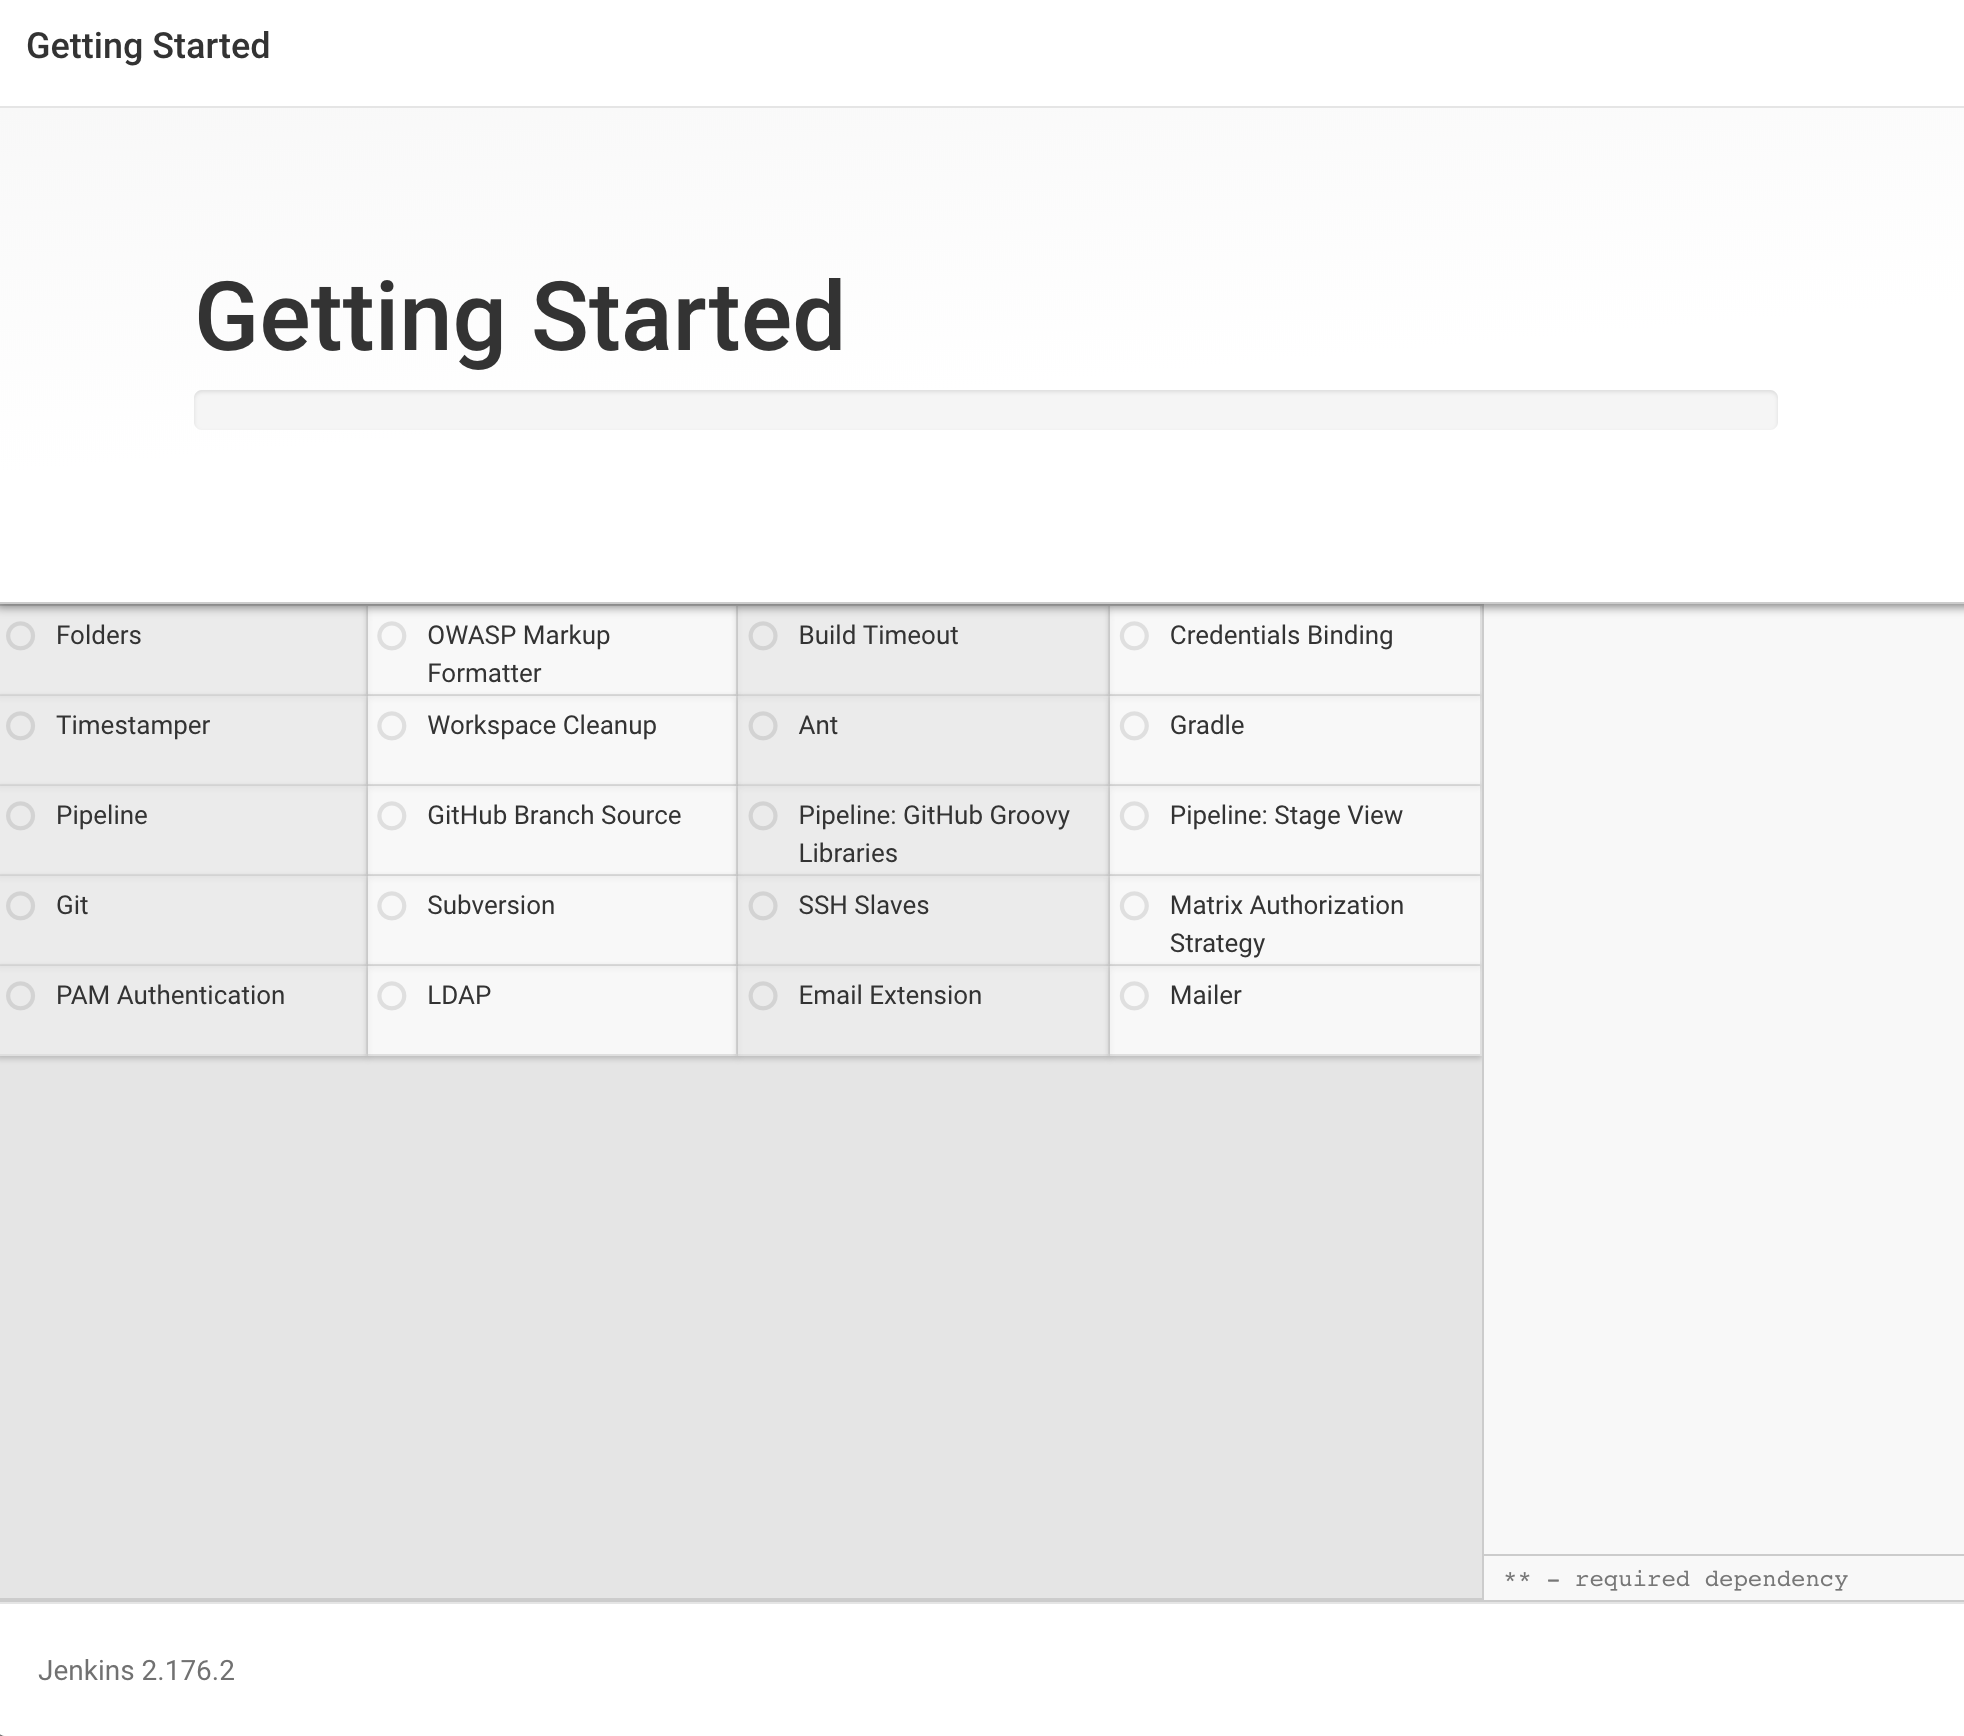 Getting Started
Getting Started
Folders
OWASP Markup
Formatter
Build Timeout
Credentials Binding
Timestamper
Workspace Cleanup
Ant
Gradle
Pipeline
GitHub Branch Source
Pipeline: GitHub Groovy
Libraries
Pipeline: Stage View
Git
Subversion
SSH Slaves
Matrix Authorization
Strategy
PAM Authentication
LDAP
Email Extension
Mailer
** - required dependency
Jenkins 2.176.2